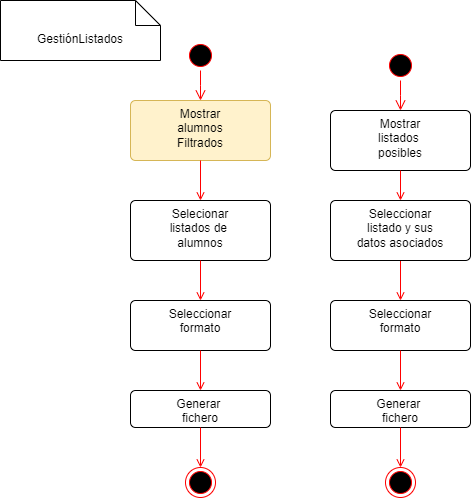 GestiónListados
Mostrar
alumnos
Filtrados
Selecionar
listados de
alumnos
Seleccionar
formato
Generar
fichero
Mostrar
listados
posibles
Seleccionar
listado y sus
datos asociados
Seleccionar
formato
Generar
fichero